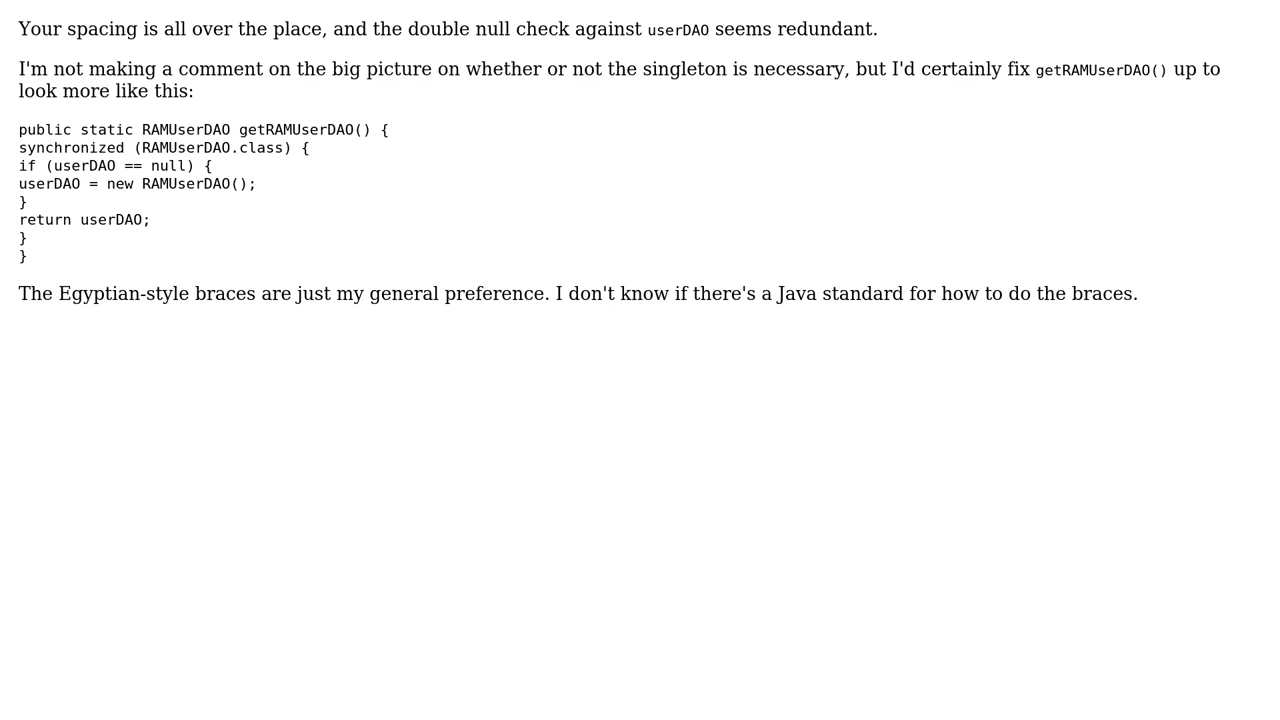 Your spacing is all over the place, and the double null check against userDAO seems redundant.
I'm not making a comment on the big picture on whether or not the singleton is necessary, but I'd certainly fix getRAMUserDAO() up to
look more like this:
public static RAMUserDAO getRAMUserDAO() {
synchronized (RAMUserDAO.class) {
if (userDAO == null) {
userDAO = new RAMUserDAO();
}
return userDAO;
}
}
The Egyptian-style braces are just my general preference. I don't know if there's a Java standard for how to do the braces.